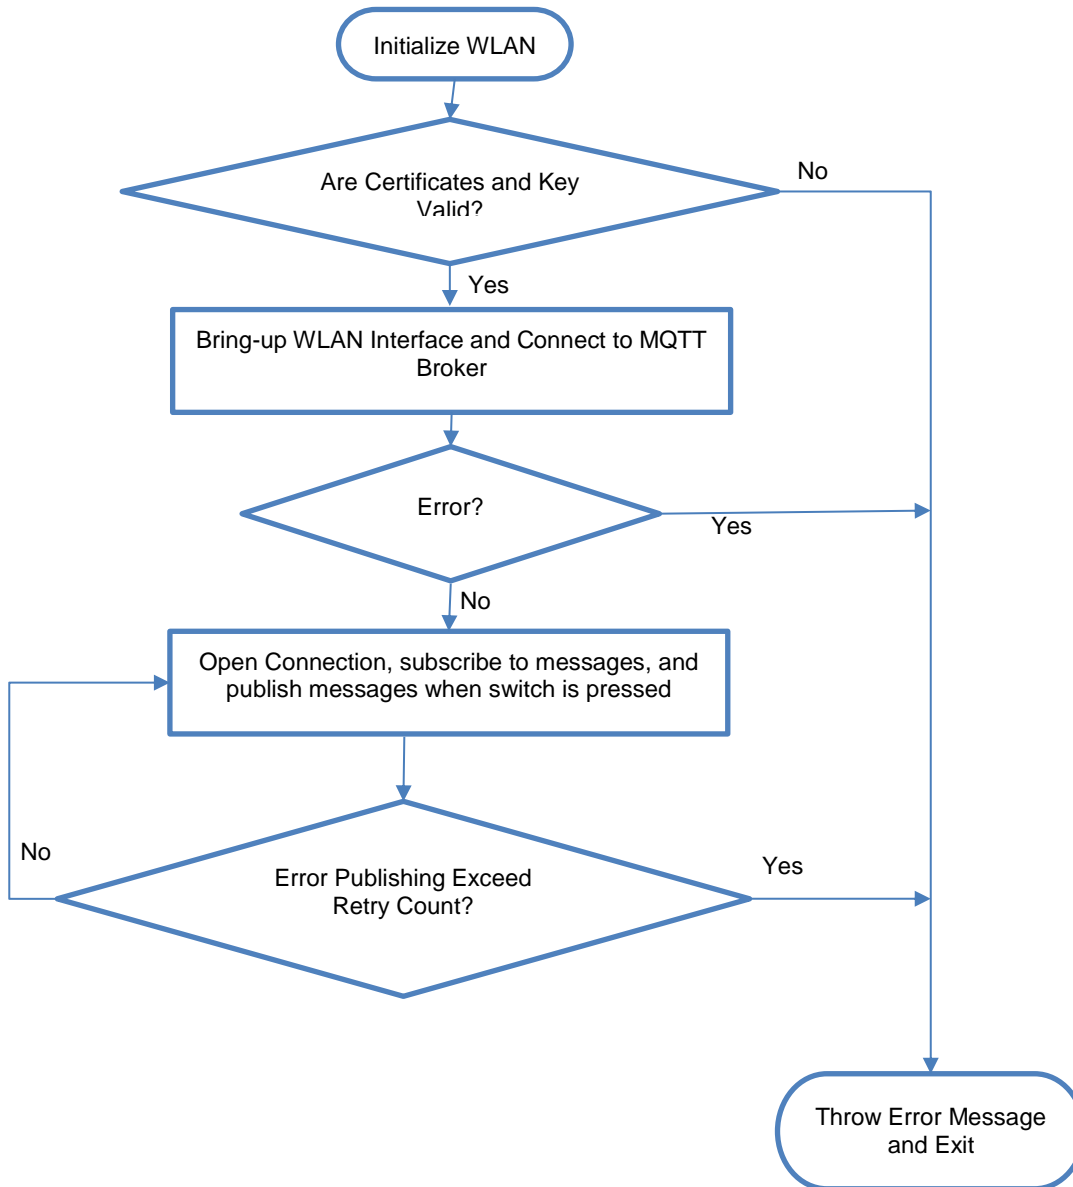 Initialize WLAN
Are Certificates and Key
Valid?
No
Yes
Bring-up WLAN Interface and Connect to MQTT
Broker
Error?
Yes
No
Open Connection, subscribe to messages, and
publish messages when switch is pressed
No
Error Publishing Exceed
Retry Count?
Yes
Throw Error Message
and Exit